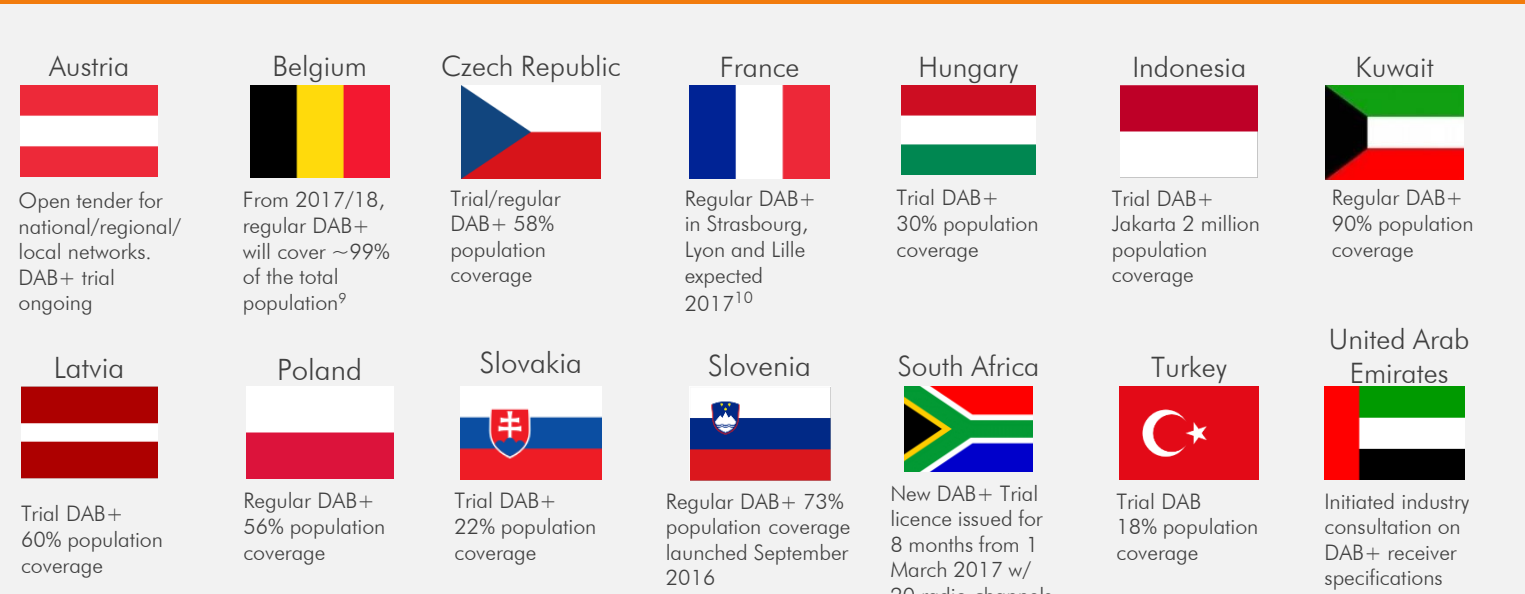 Austria
Open tender for
national/regional/
local networks.
DAB+ trial
ongoing
Belgium
From 2017/18,
regular DAB+
will cover ~99%
of the total
population9
Czech Republic
Trial/regular
DAB+ 58%
population
coverage
France
Regular DAB+
in Strasbourg,
Lyon and Lille
expected
201710
Hungary
Trial DAB+
30% population
coverage
Indonesia
Trial DAB+
Jakarta 2 million
population
coverage
Kuwait
Regular DAB+
90% population
coverage
Latvia
Trial DAB+
60% population
coverage
Poland
Regular DAB+
56% population
coverage
Slovakia
Trial DAB+
22% population
coverage
Slovenia
Regular DAB+ 73%
population coverage
launched September
2016
South Africa
New DAB+ Trial
licence issued for
8 months from 1
March 2017 w/
20 radio channels
Turkey
Trial DAB
18% population
coverage
United Arab
Emirates
Initiated industry
consultation on
DAB+ receiver
specifications